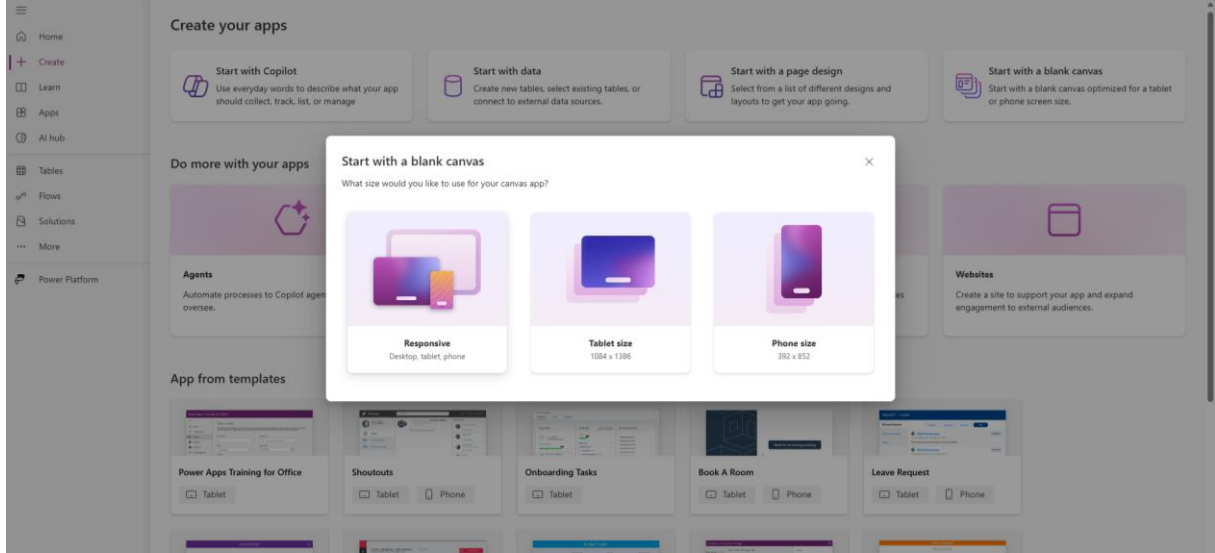 Home
Create
Learn
Apps
AI hub
Tables
Flows
Solutions
More
Power Platform
Create your apps
Start with Copilot
Use everyday words to describe what your app
should collect, track, list, or manage
Start with data
Create new tables, select existing tables, or
connect to external data sources.
Start with a page design
Select from a list of different designs and
layouts to get your app going.
Start with a blank canvas
Start with a blank canvas optimized for a tablet
or phone screen size.
Do more with your apps
Agents
Automate processes to Copilot agen
oversee.
es
Websites
Create a site to support your app and expand
engagement to external audiences.
Start with a blank canvas
What size would you like to use for your canvas app?
Responsive
Desktop, tablet, phone
Tablet size
1084 x 1386
Phone size
392 x 852
App from templates
Power Apps Training for Office
Tablet
Shoutouts
Tablet Phone
Onboarding Tasks
Tablet
Book A Room
Tablet Phone
Leave Request
Tablet Phone